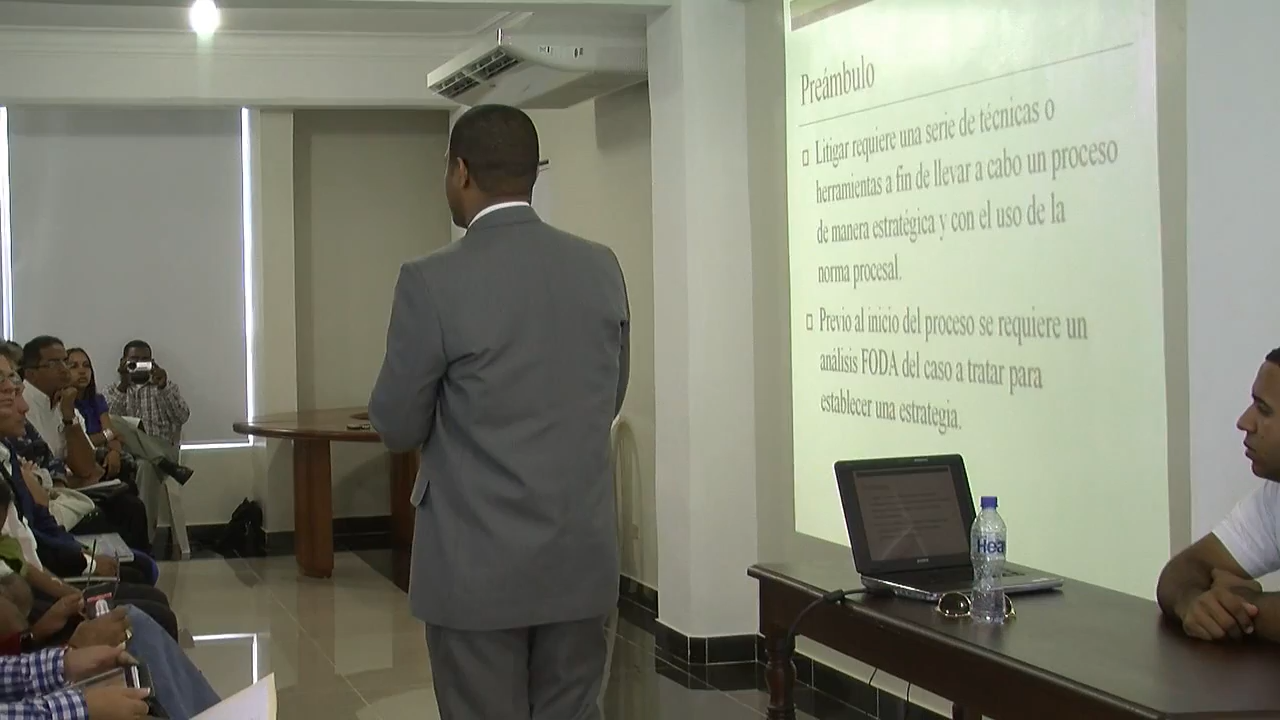 Preámbulo
Litigar requiere una serie de técnicas o
herramientas a fin de llevar a cabo un proceso
de manera estratégica y con el uso de la
norma procesal.
Previo al inicio del proceso se requiere un
análisis FODA del caso a tratar para
establecer una estrategia.
Hea